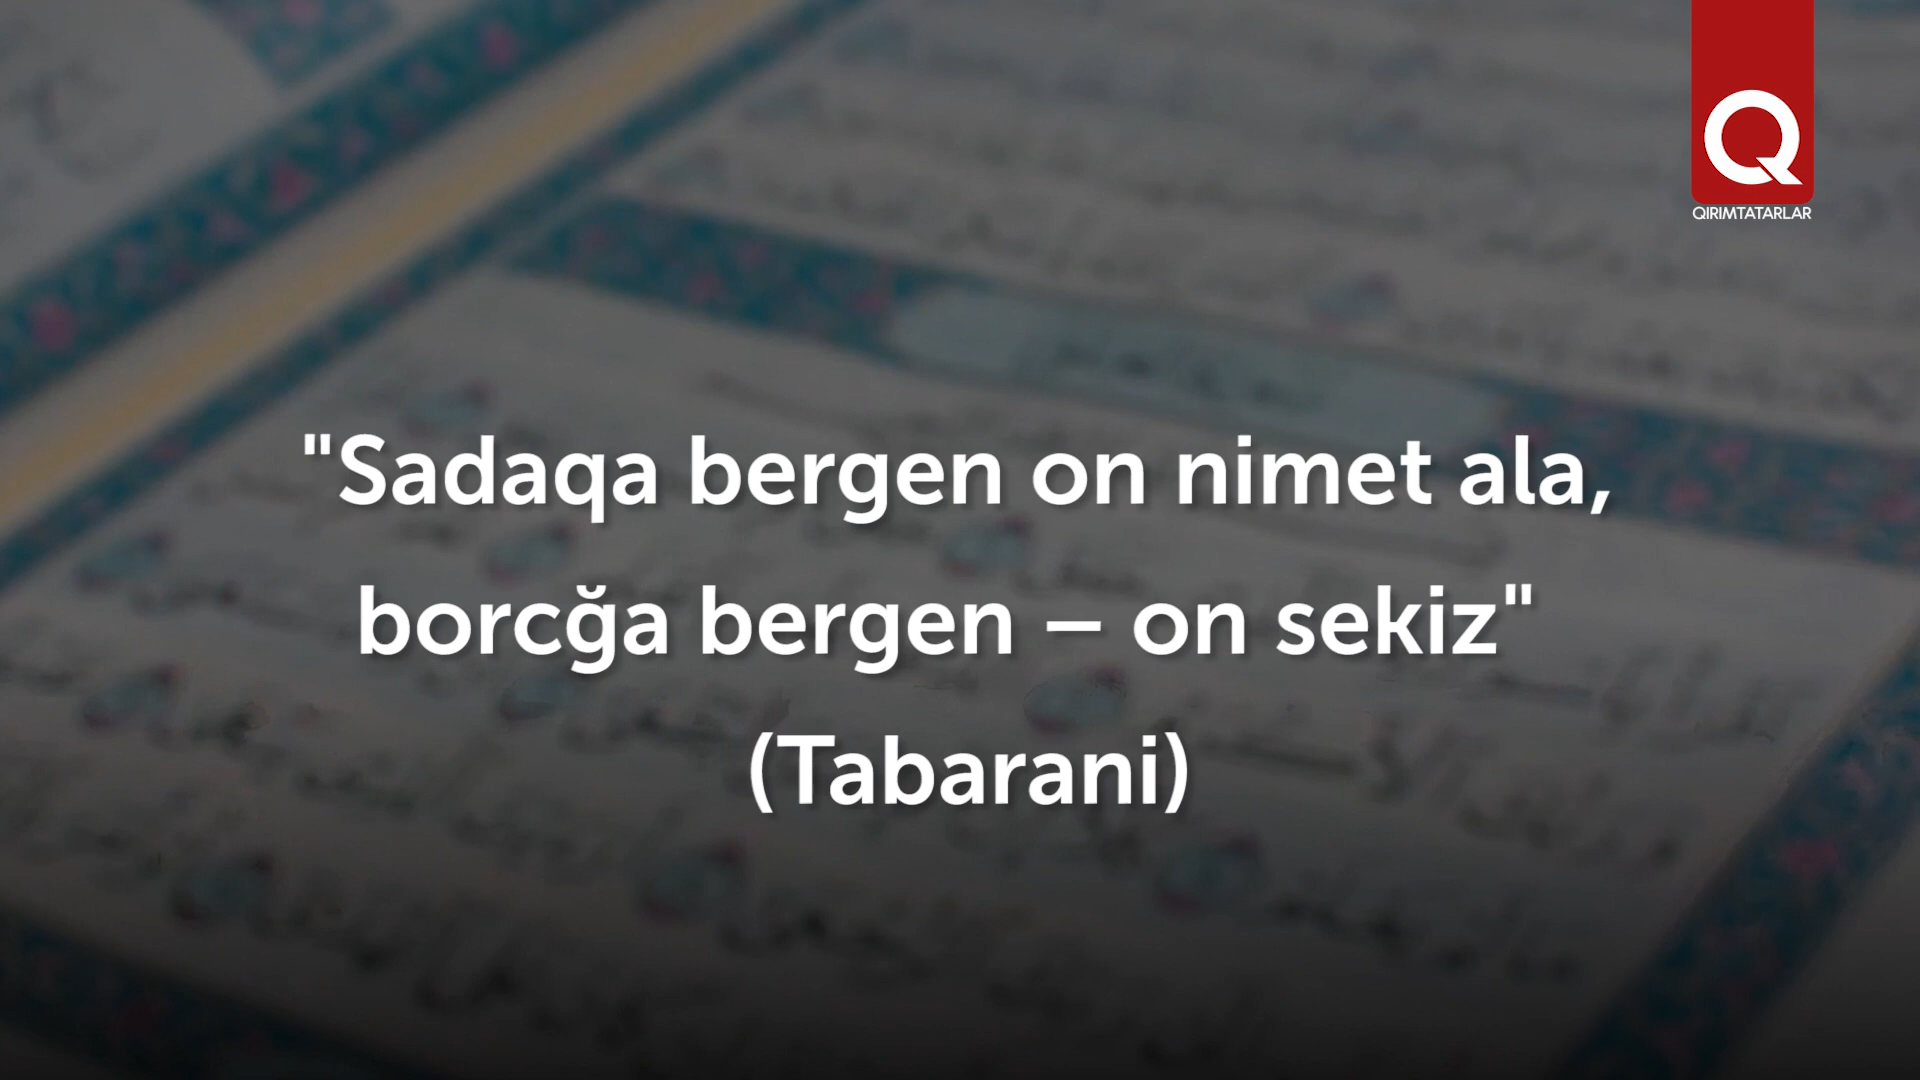 QIRIMTATARLAR
"Sadaqa bergen on nimet ala,
borcğa bergen – on sekiz"
(Tabarani)